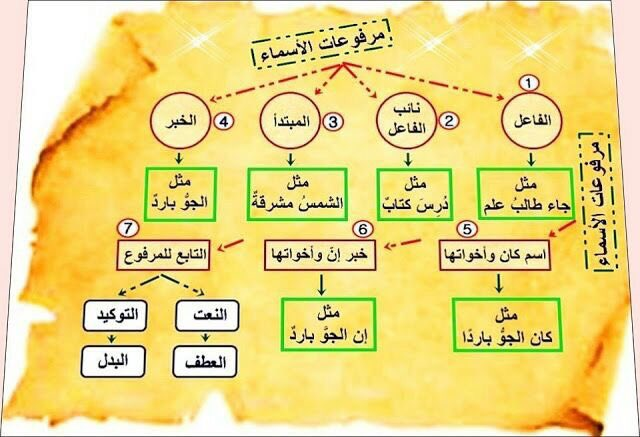 مرفوعات الأسماء
1
الفاعل
مثل
جاء طالبُ علم
2
نائب
الفاعل
مثل
دُرِسَ كتابٌ
3
المبتدأ
مثل
الشمسُ مشرقةٌ
4
الخبر
مثل
الجوُّ باردٌ
مرفوعات الأسماء
5
اسم كان وأخواتها
مثل
كان الجوُّ باردًا
6
خبر إنّ وأخواتها
مثل
إن الجوَّ باردٌ
7
التابع للمرفوع
النعت
العطف
التوكيد
البدل